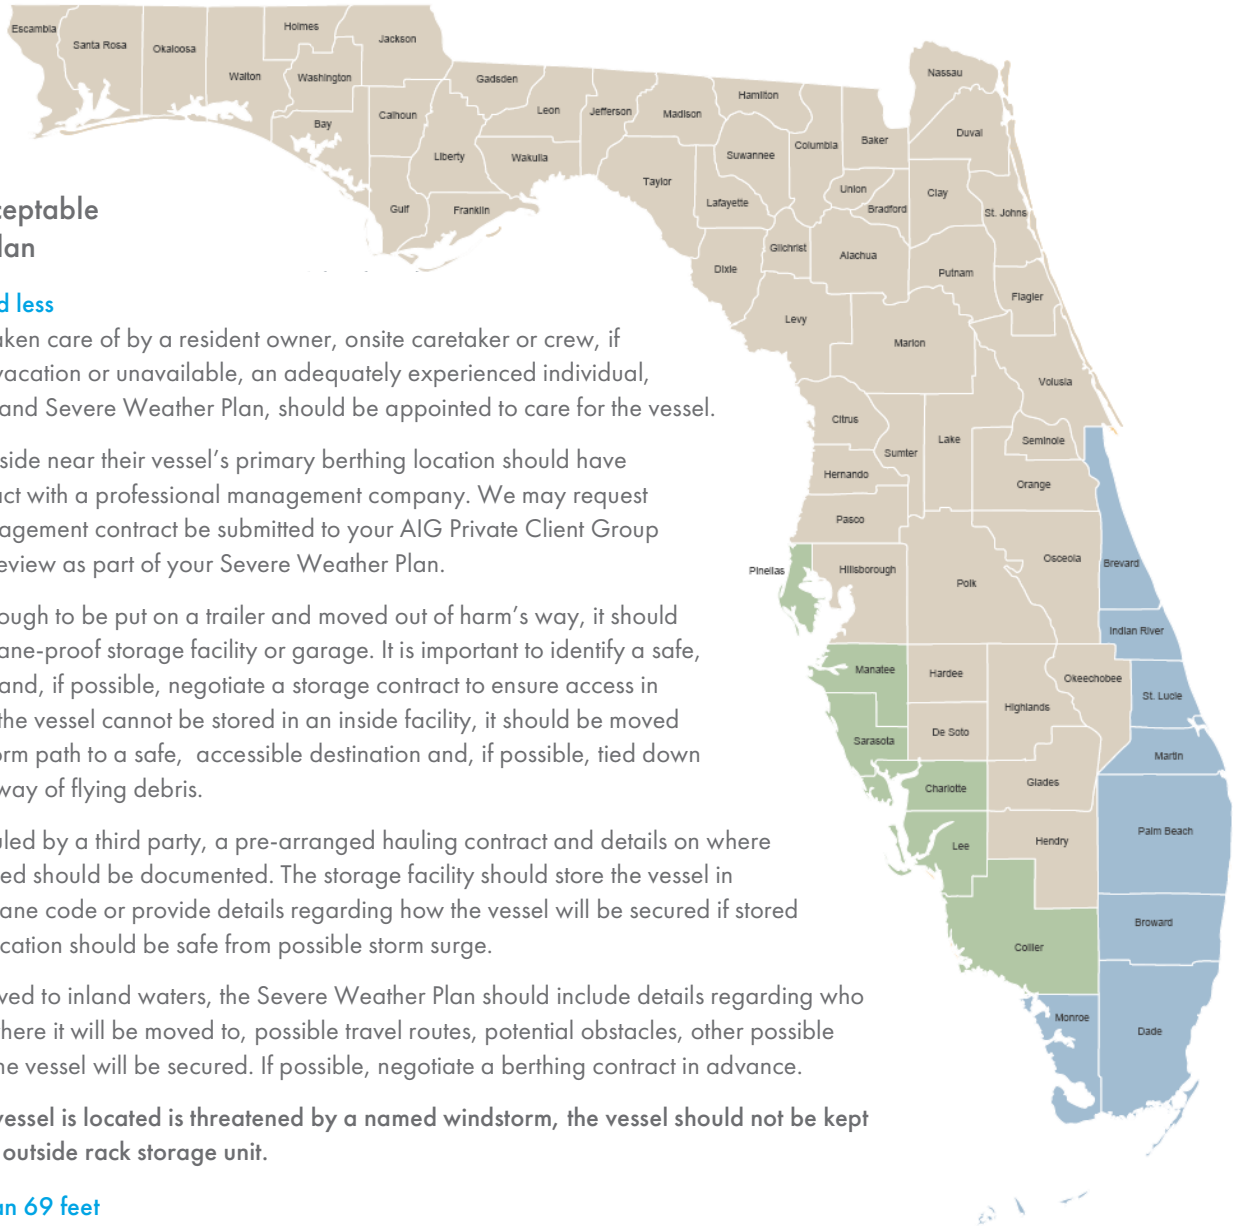 Escambia
Santa Rosa
Okaloosa
Walton
Holmes
Washington
Jackson
Bay
Calhoun
Gulf
Liberty
Gadsden
Franklin
Leon
Wakulla
Jefferson
Madison
Taylor
Hamilton
Suwannee
Lafayette
Dixie
Columbia
Gilchrist
Baker
Union
Bradford
Alachua
Levy
Nassau
Duval
Clay
St. Johns
Putnam
Flagler
Marion
Volusia
Citrus
Sumter
Lake
Seminole
Hernando
Orange
Pasco
Pinellas
Hillsborough
Polk
Osceola
Brevard
Indian River
Manatee
Hardee
Okeechobee
St. Lucie
Highlands
Sarasota
De Soto
Martin
Charlotte
Glades
Lee
Hendry
Palm Beach
Collier
Broward
Monroe
Dade
ceptable
lan
d less
aken care of by a resident owner, onsite caretaker or crew, if
vacation or unavailable, an adequately experienced individual,
and Severe Weather Plan, should be appointed to care for the vessel.
side near their vessel's primary berthing location should have
act with a professional management company. We may request
nagement contract be submitted to your AIG Private Client Group
eview as part of your Severe Weather Plan.
ough to be put on a trailer and moved out of harm's way, it should
ane-proof storage facility or garage. It is important to identify a safe,
and, if possible, negotiate a storage contract to ensure access in
the vessel cannot be stored in an inside facility, it should be moved
orm path to a safe, accessible destination and, if possible, tied down
way of flying debris.
uled by a third party, a pre-arranged hauling contract and details on where
ed should be documented. The storage facility should store the vessel in
ane code or provide details regarding how the vessel will be secured if stored
cation should be safe from possible storm surge.
ved to inland waters, the Severe Weather Plan should include details regarding who
where it will be moved to, possible travel routes, potential obstacles, other possible
he vessel will be secured. If possible, negotiate a berthing contract in advance.
vessel is located is threatened by a named windstorm, the vessel should not be kept
outside rack storage unit.
an 69 feet